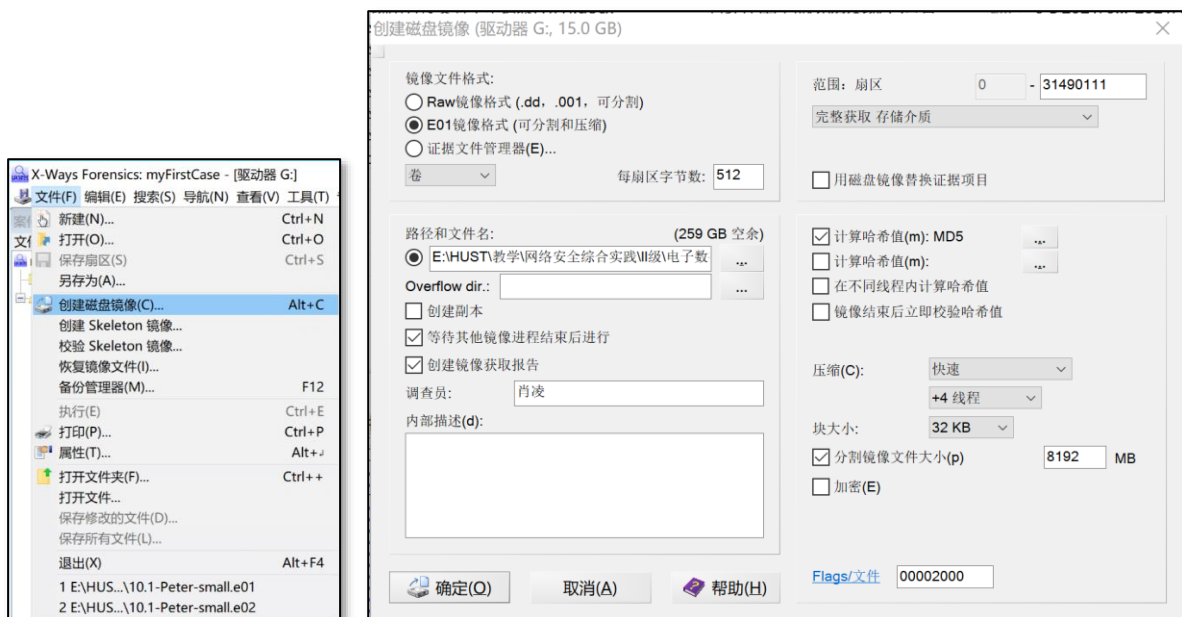 X-Ways Forensics: myFirstCase - [驱动器 G:]
文件(F) 编辑(E) 搜索(S) 导航(N) 查看(V) 工具(T)
新建(N)... Ctrl+N
打开(O)... Ctrl+O
保存扇区(S) Ctrl+S
另存为(A)...
创建磁盘镜像(C)... Alt+C
创建 Skeleton 镜像...
校验 Skeleton 镜像...
恢复镜像文件(I)...
备份管理器(M)... F12
执行(E) Ctrl+E
打印(P)... Ctrl+P
属性(T)... Alt+↲
打开文件夹(F)... Ctrl++
打开文件...
保存修改的文件(D)...
保存所有文件(L)...
退出(X) Alt+F4
1 E:\HUS...\10.1-Peter-small.e01
2 E:\HUS...\10.1-Peter-small.e02
创建磁盘镜像 (驱动器 G:, 15.0 GB)
镜像文件格式:
Raw镜像格式 (.dd，.001，可分割)
E01镜像格式 (可分割和压缩)
证据文件管理器(E)...
卷 每扇区字节数: 512
路径和文件名: (259 GB 空余)
E:\HUST\教学\网络安全综合实践\II级\电子数 ...
Overflow dir.: ...
创建副本
等待其他镜像进程结束后进行
创建镜像获取报告
调查员: 肖凌
内部描述(d):
确定(O) 取消(A) 帮助(H)
范围：扇区 0 - 31490111
完整获取 存储介质
用磁盘镜像替换证据项目
计算哈希值(m): MD5 ...
计算哈希值(m): ...
在不同线程内计算哈希值
镜像结束后立即校验哈希值
压缩(C): 快速
+4 线程
块大小: 32 KB
分割镜像文件大小(p) 8192 MB
加密(E)
Flags/文件 00002000